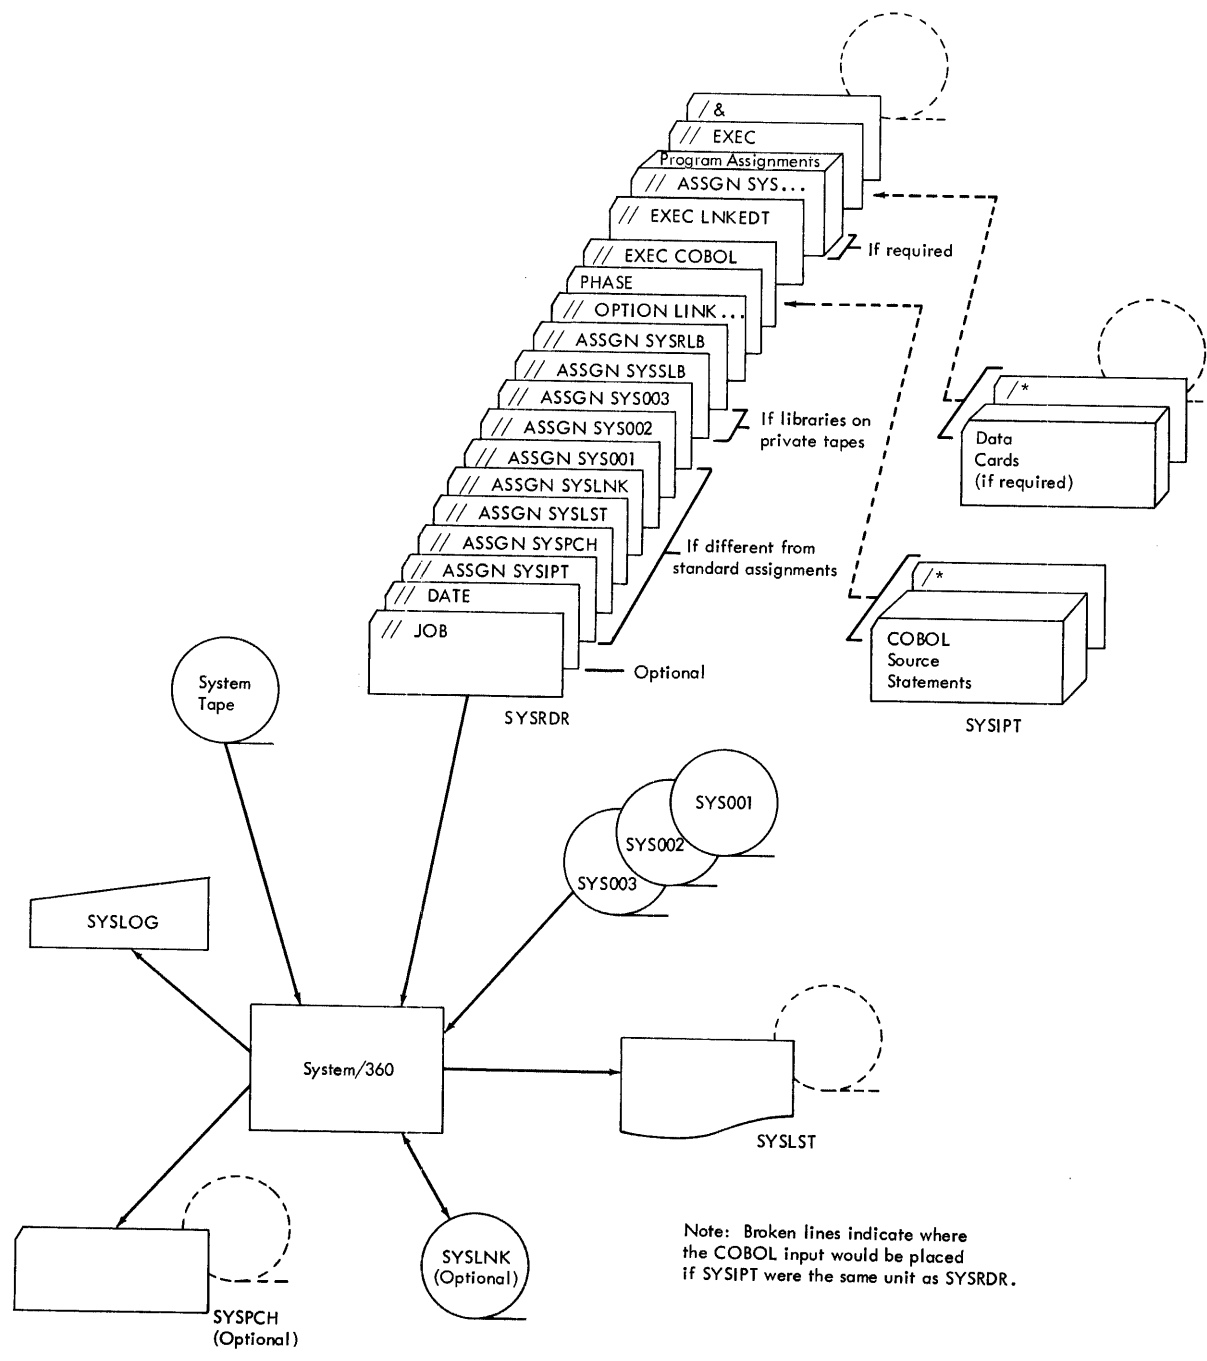 / &
// EXEC
Program Assignments
// ASSGN SYS...
// EXEC LNKEDT
If required
// EXEC COBOL
PHASE
// OPTION LINK...
// ASSGN SYSRLB
// ASSGN SYSSLB
// ASSGN SYS003
// ASSGN SYS002
If libraries on
private tapes
// ASSGN SYS001
// ASSGN SYSLNK
// ASSGN SYSLST
// ASSGN SYSPCH
// ASSGN SYSIPT
If different from
standard assignments
// DATE
// JOB
Optional
SYSRDR
/*
Data
Cards
(if required)
/*
COBOL
Source
Statements
SYSIPT
System
Tape
SYS001
SYS002
SYS003
SYSLOG
System/360
SYSLST
SYSLNK
(Optional)
SYSPCH
(Optional)
Note: Broken lines indicate where
the COBOL input would be placed
if SYSIPT were the same unit as SYSRDR.